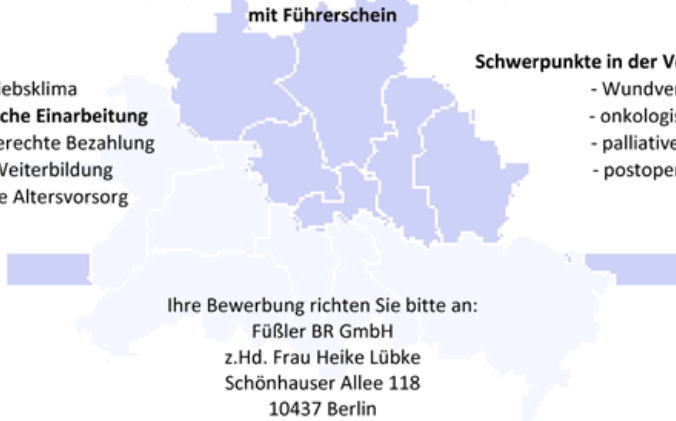 mit Führerschein
Schwerpunkte in der
iebsklima
che Einarbeitung
erechte Bezahlung
Weiterbildung
e Altersvorsorg
- Wundver
- onkologis
- palliative
- postoper
Ihre Bewerbung richten Sie bitte an:
Füßler BR GmbH
z.Hd. Frau Heike Lübke
Schönhauser Allee 118
10437 Berlin